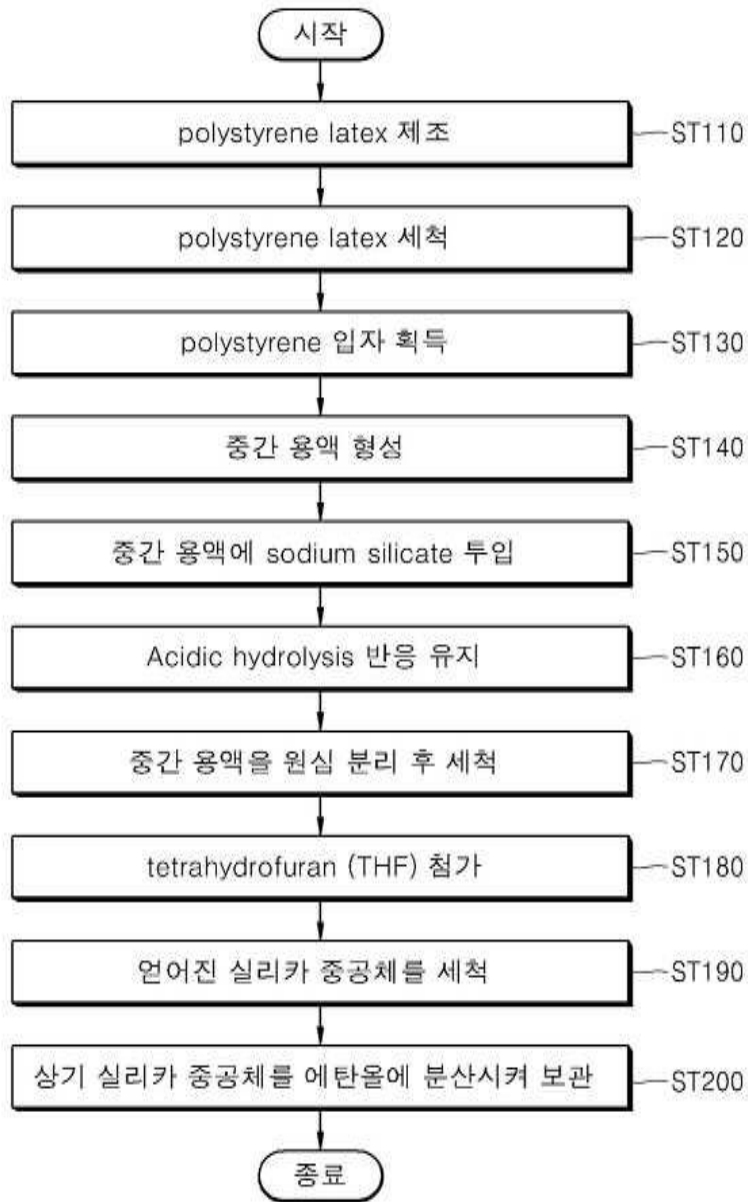 시작
polystyrene latex 제조 ST110
polystyrene latex 세척 ST120
polystyrene 입자 획득 ST130
중간 용액 형성 ST140
중간 용액에 sodium silicate 투입 ST150
Acidic hydrolysis 반응 유지 ST160
중간 용액을 원심 분리 후 세척 ST170
tetrahydrofuran (THF) 첨가 ST180
얻어진 실리카 중공체를 세척 ST190
상기 실리카 중공체를 에탄올에 분산시켜 보관 ST200
종료